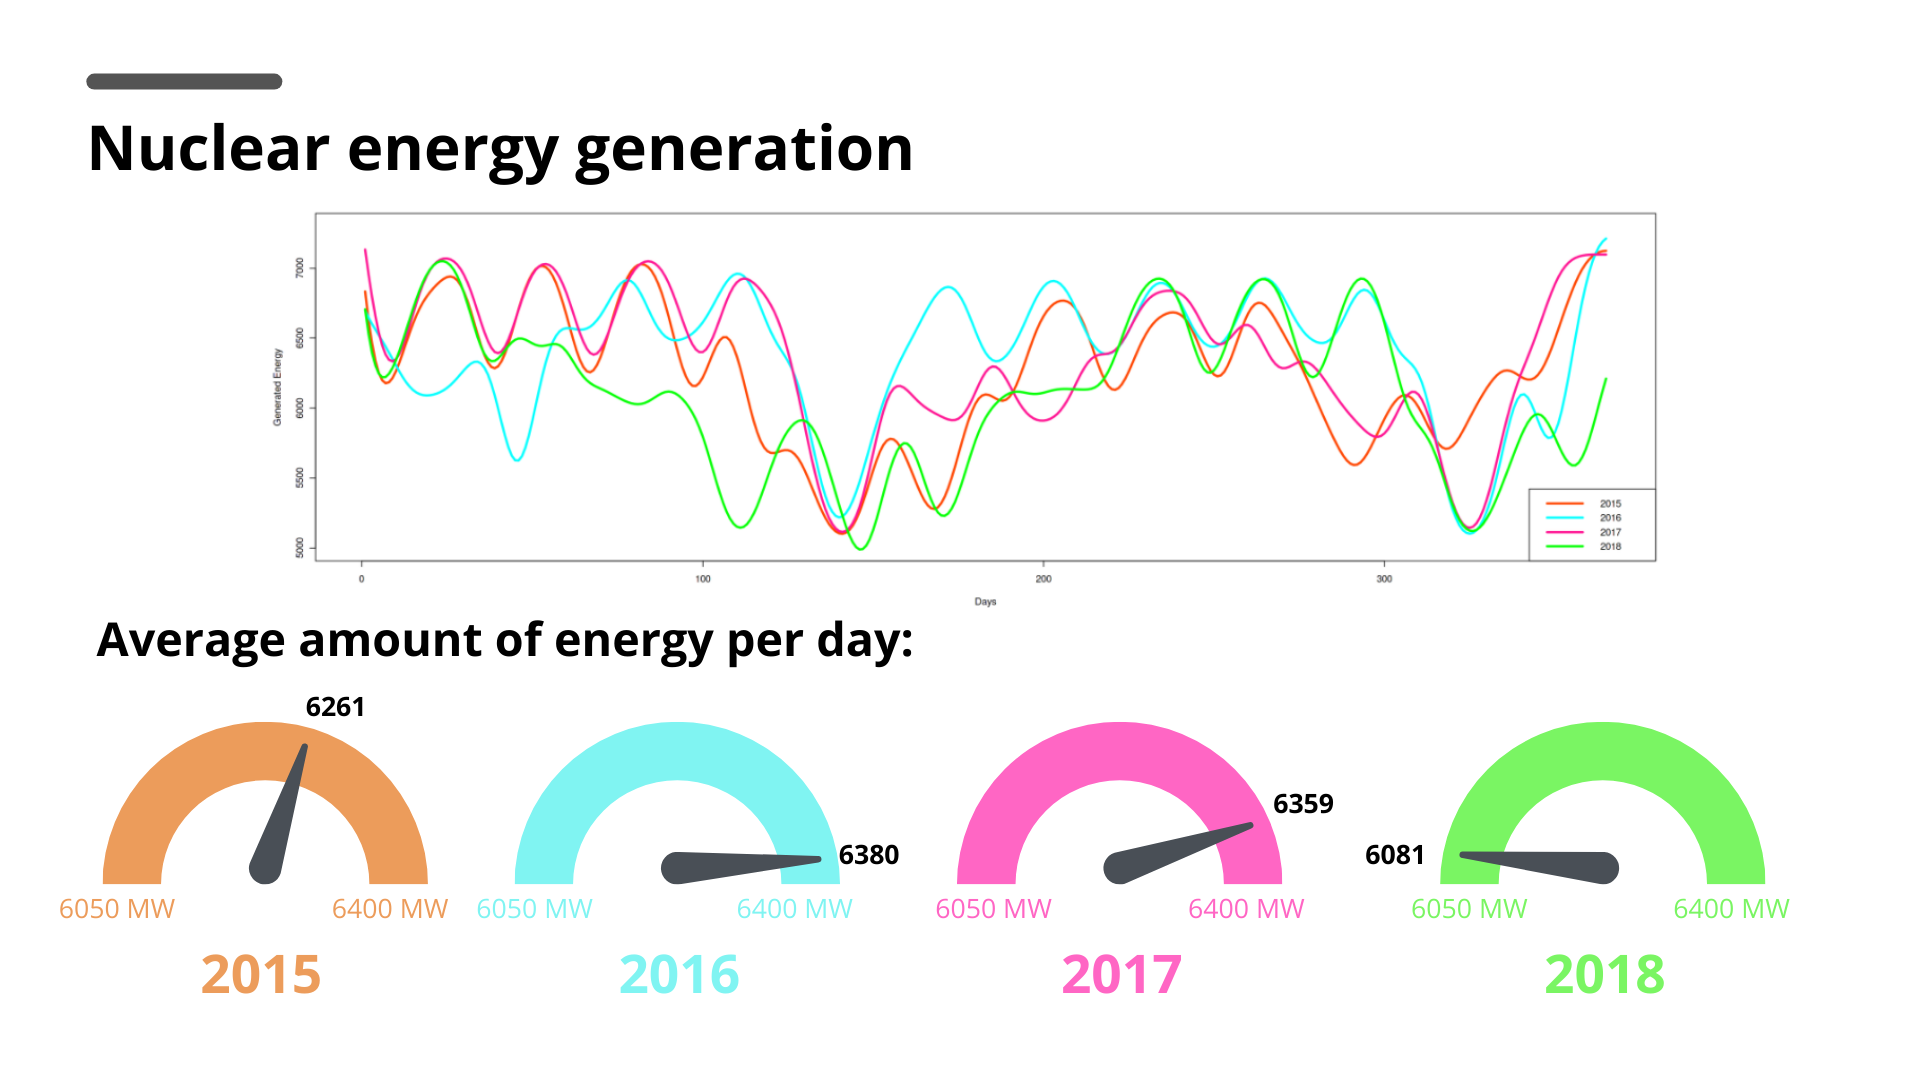 Nuclear energy generation
Generated Energy
7000
6500
6000
5500
5000
0 100 200 300
Days
2015
2016
2017
2018
Average amount of energy per day:
6261
6050 MW 6400 MW
2015
6380
6050 MW 6400 MW
2016
6359
6050 MW 6400 MW
2017
6081
6050 MW 6400 MW
2018